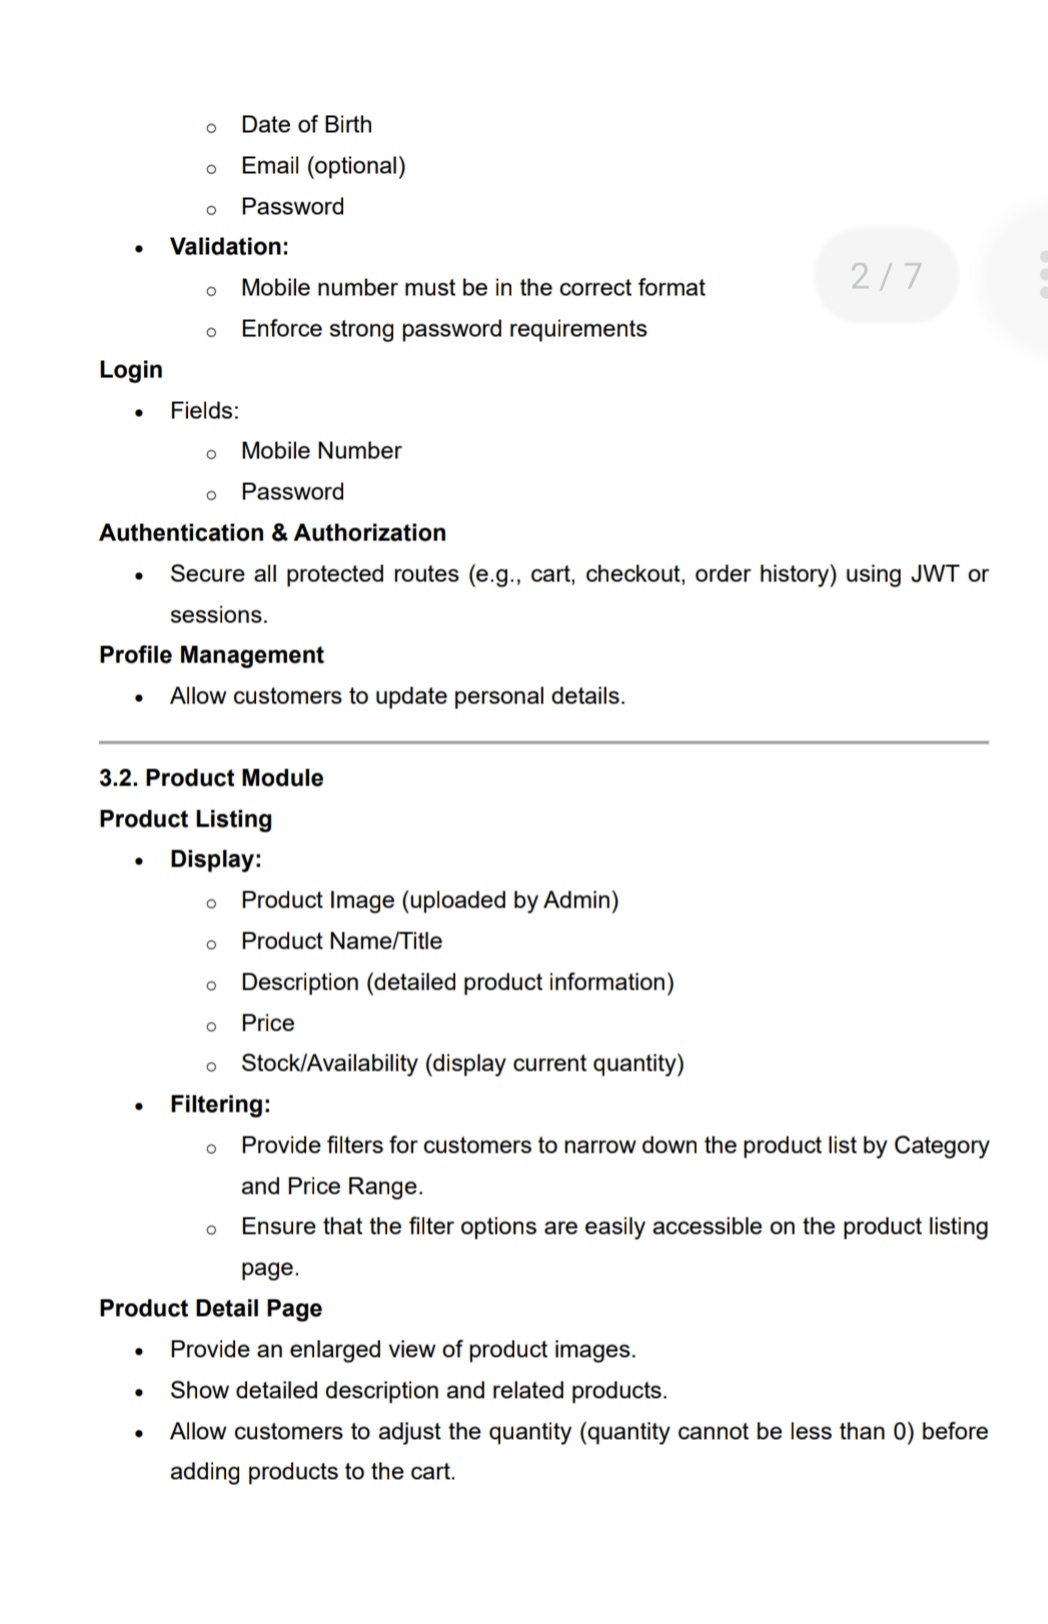 ○ Date of Birth
○ Email (optional)
○ Password
• Validation:
2 / 7
○ Mobile number must be in the correct format
○ Enforce strong password requirements
Login
• Fields:
○ Mobile Number
○ Password
Authentication & Authorization
• Secure all protected routes (e.g., cart, checkout, order history) using JWT or
sessions.
Profile Management
• Allow customers to update personal details.
3.2. Product Module
Product Listing
• Display:
○ Product Image (uploaded by Admin)
○ Product Name/Title
○ Description (detailed product information)
○ Price
○ Stock/Availability (display current quantity)
• Filtering:
○ Provide filters for customers to narrow down the product list by Category
and Price Range.
○ Ensure that the filter options are easily accessible on the product listing
page.
Product Detail Page
• Provide an enlarged view of product images.
• Show detailed description and related products.
• Allow customers to adjust the quantity (quantity cannot be less than 0) before
adding products to the cart.